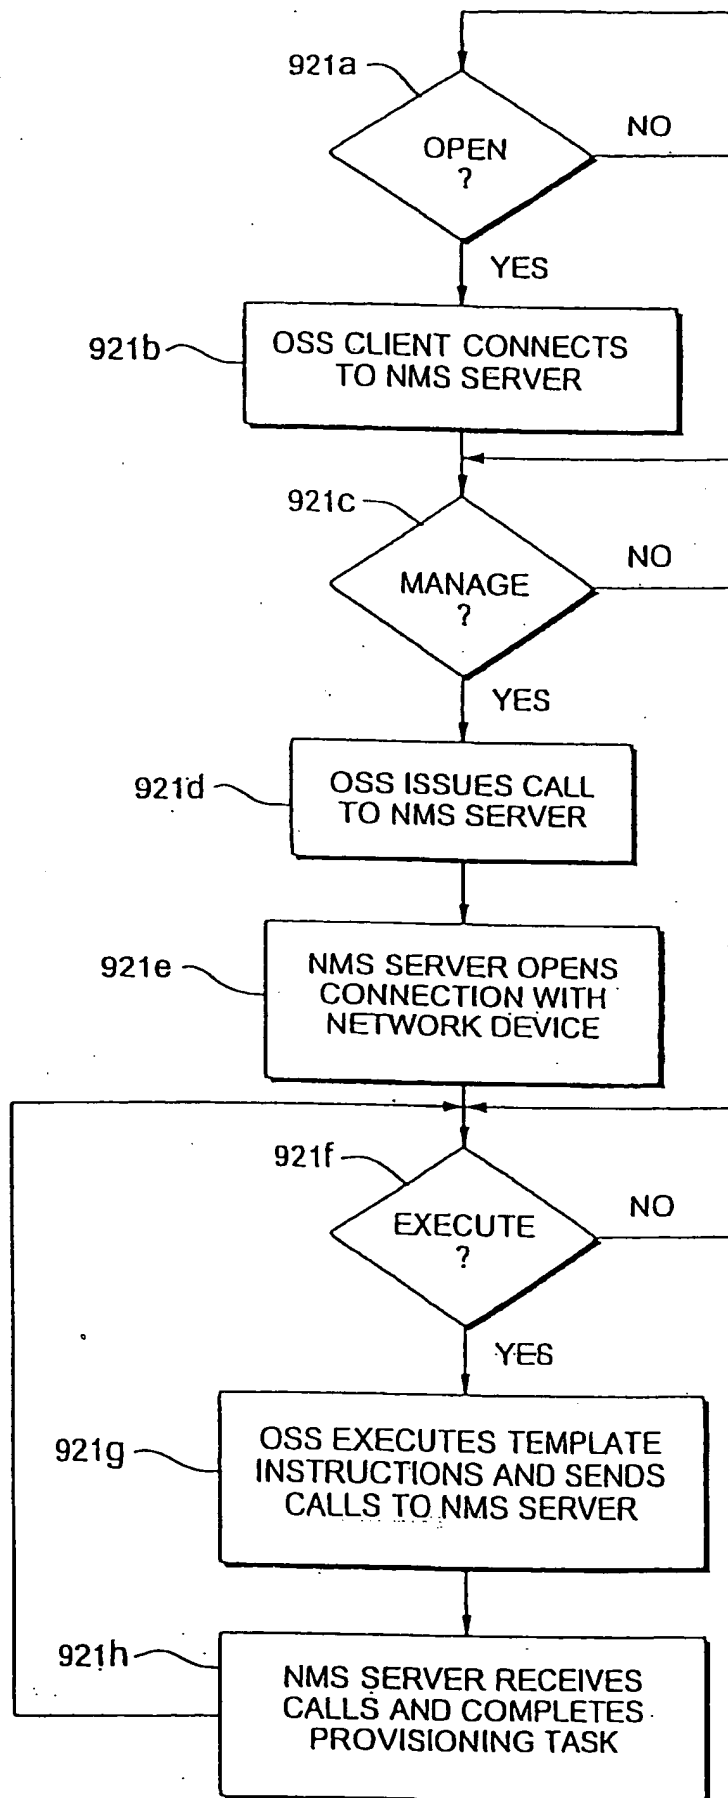 921a
OPEN
?
NO
YES
921b
OSS CLIENT CONNECTS
TO NMS SERVER
921c
MANAGE
?
NO
YES
921d
OSS ISSUES CALL
TO NMS SERVER
921e
NMS SERVER OPENS
CONNECTION WITH
NETWORK DEVICE
921f
EXECUTE
?
NO
YES
921g
OSS EXECUTES TEMPLATE
INSTRUCTIONS AND SENDS
CALLS TO NMS SERVER
921h
NMS SERVER RECEIVES
CALLS AND COMPLETES
PROVISIONING TASK